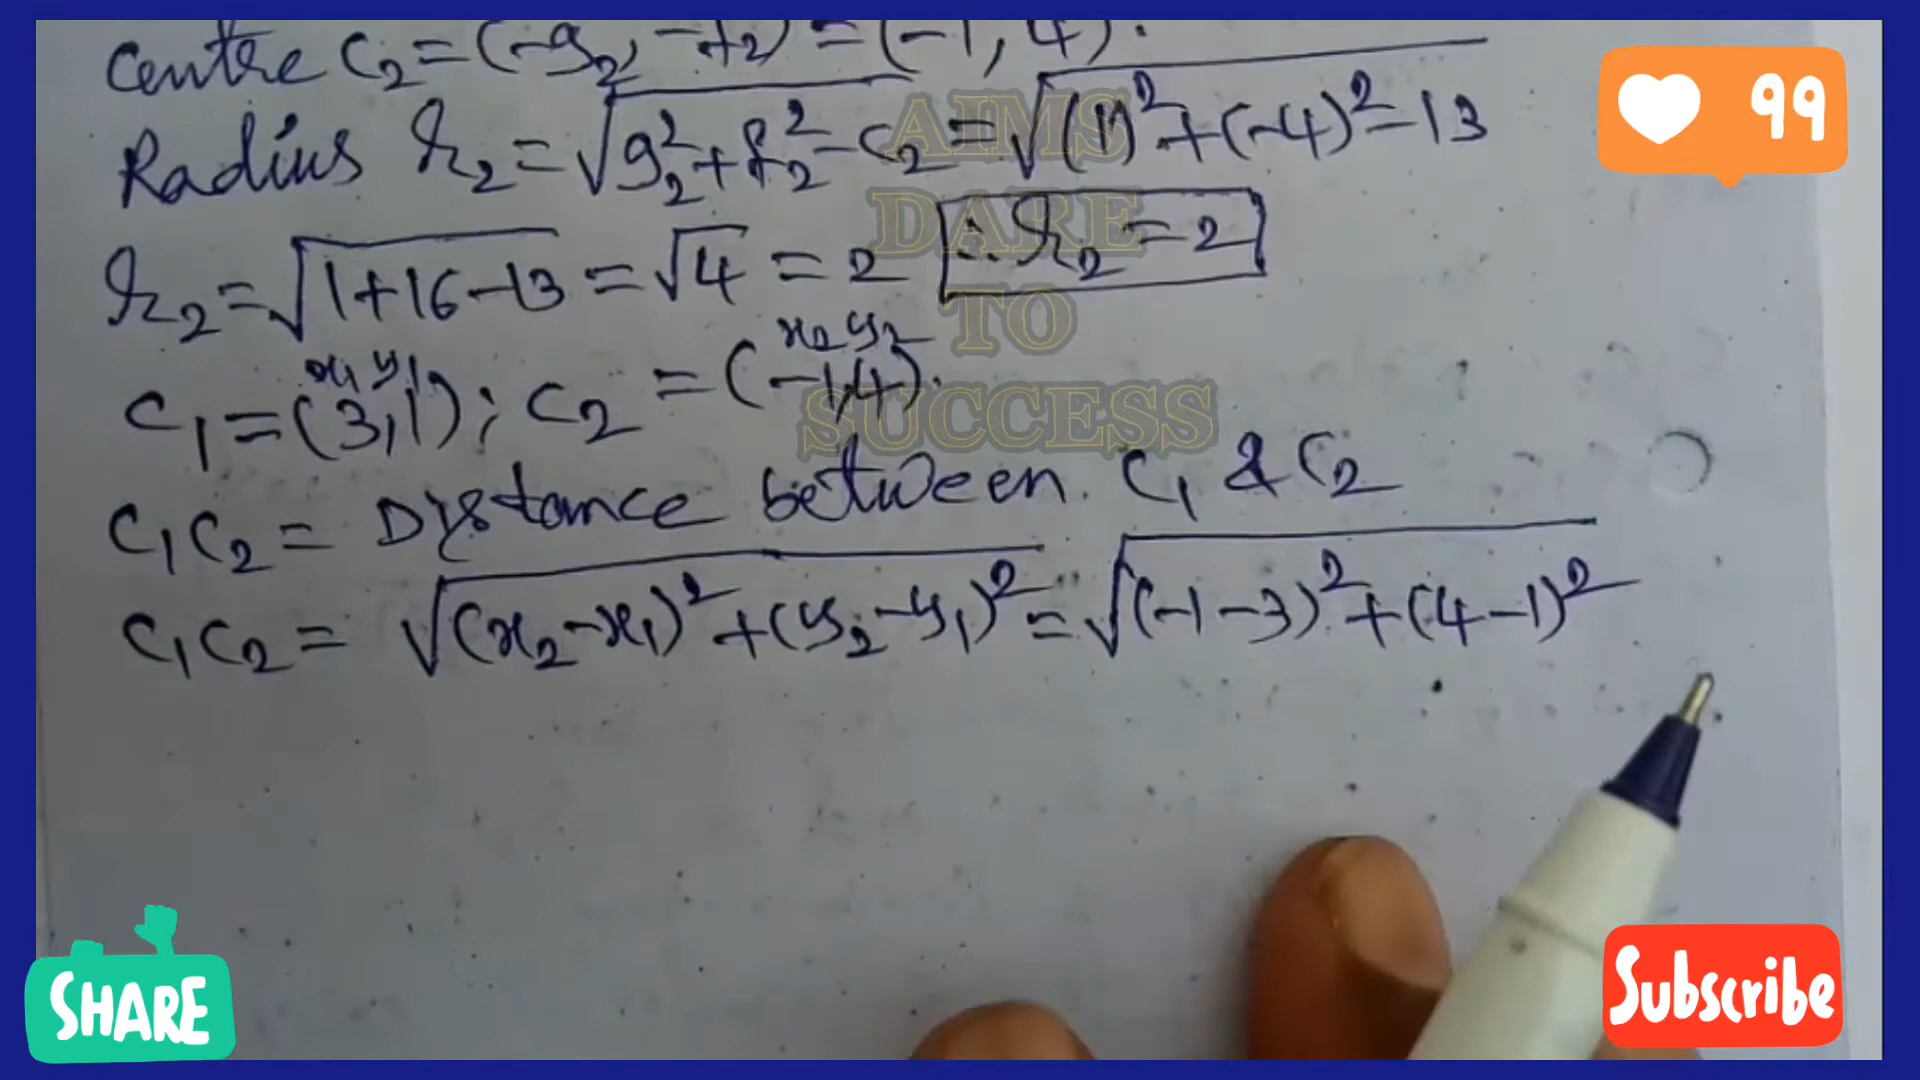 Centre C₂ = (-g₂, -f₂) = (-1, 4).
Radius r₂ = √(g₂² + f₂² - c₂) = √((1)² + (-4)² - 13)
r₂ = √(1+16-13) = √4 = 2 ∴ r₂ = 2
x₁ y₁ x₂ y₂
C₁ = (3,1); C₂ = (-1,4).
C₁C₂ = Distance between C₁ & C₂
C₁C₂ = √((x₂-x₁)² + (y₂-y₁)²) = √((-1-3)² + (4-1)²)
AIMS
DARE
TO
SUCCESS
99
SHARE
Subscribe